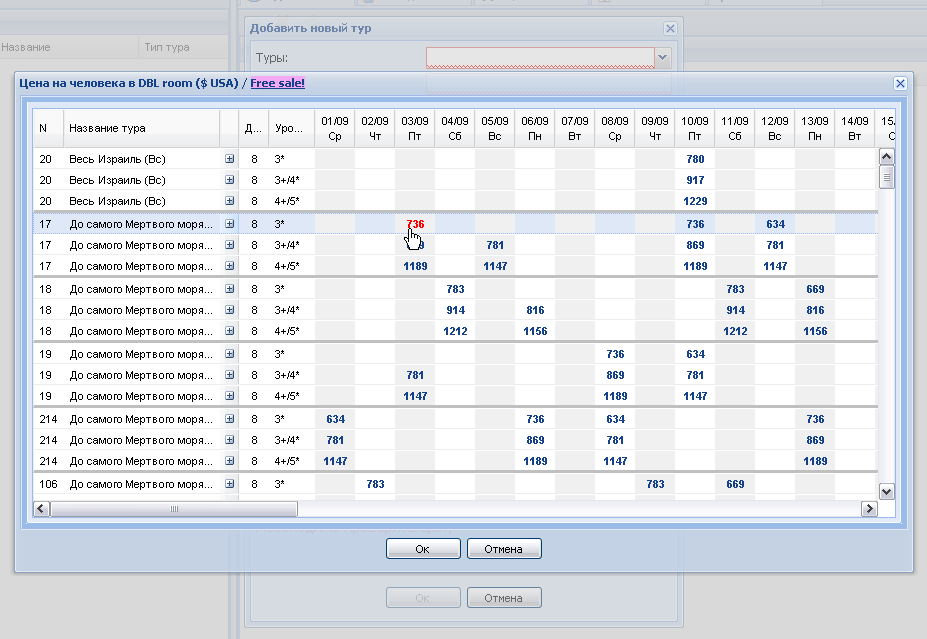 Добавить новый тур
Название Тип тура
Туры:
Цена на человека в DBL room ($ USA) / Free sale!
N Название тура Д... Уро... 01/09 Ср 02/09 Чт 03/09 Пт 04/09 Сб 05/09 Вс 06/09 Пн 07/09 Вт 08/09 Ср 09/09 Чт 10/09 Пт 11/09 Сб 12/09 Вс 13/09 Пн 14/09 Вт
20 Весь Израиль (Вс) 8 3* 780
20 Весь Израиль (Вс) 8 3+/4* 917
20 Весь Израиль (Вс) 8 4+/5* 1229
17 До самого Мертвого моря... 8 3* 736 736 634
17 До самого Мертвого моря... 8 3+/4* 781 869 781
17 До самого Мертвого моря... 8 4+/5* 1189 1147 1189 1147
18 До самого Мертвого моря... 8 3* 783 783 669
18 До самого Мертвого моря... 8 3+/4* 914 816 914 816
18 До самого Мертвого моря... 8 4+/5* 1212 1156 1212 1156
19 До самого Мертвого моря... 8 3* 736 634
19 До самого Мертвого моря... 8 3+/4* 781 869 781
19 До самого Мертвого моря... 8 4+/5* 1147 1189 1147
214 До самого Мертвого моря... 8 3* 634 736 634 736
214 До самого Мертвого моря... 8 3+/4* 781 869 781 869
214 До самого Мертвого моря... 8 4+/5* 1147 1189 1147 1189
106 До самого Мертвого моря... 8 3* 783 783 669
Ок Отмена
Ок Отмена